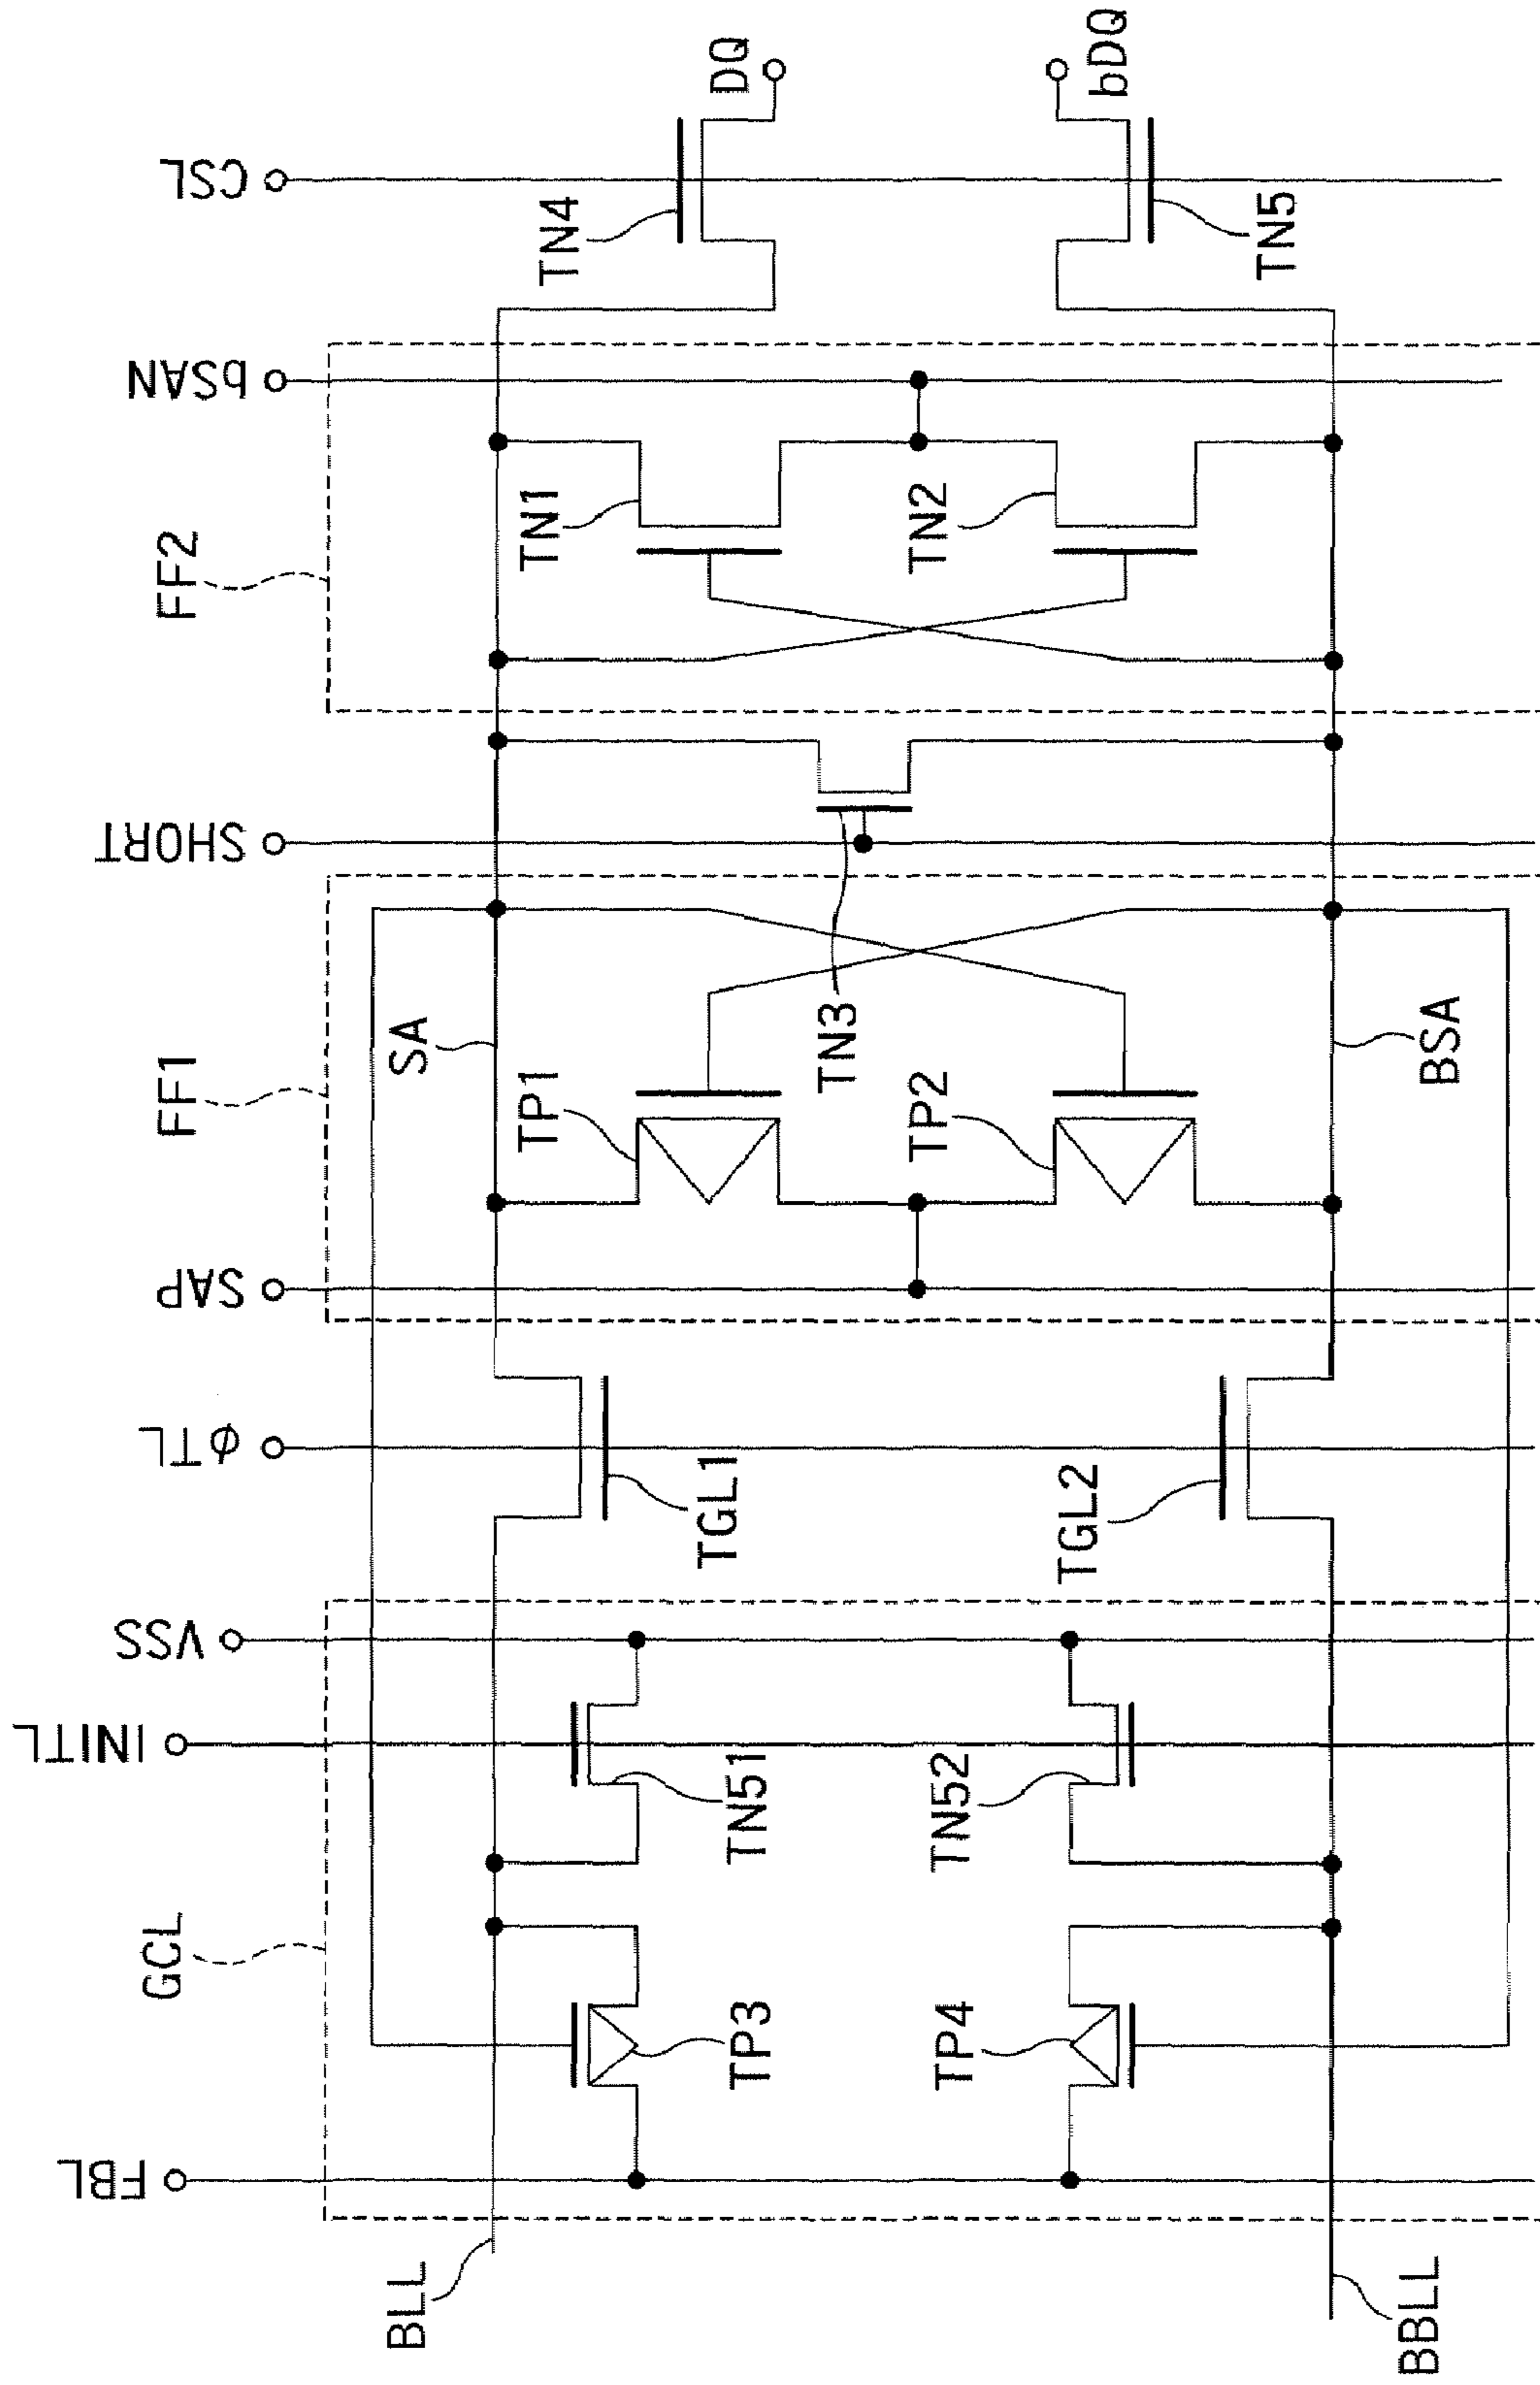 DQ
bDQ
CSL
TN4
TN5
bSAN
TN1
TN2
FF2
SHORT
TN3
SA
BSA
FF1
TP1
TP2
SAP
φTL
TGL1
TGL2
VSS
INITL
TN51
TN52
GCL
TP3
TP4
FBL
BLL
BBLL